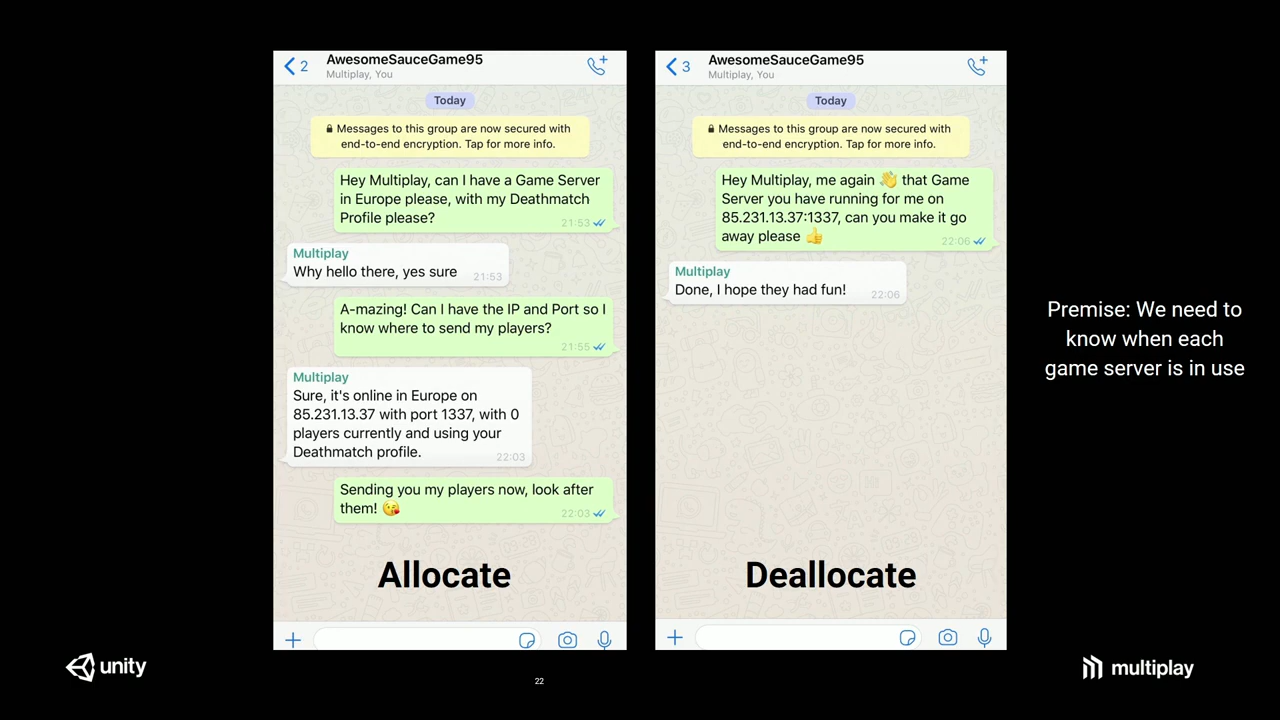 2
AwesomeSauceGame95
Multiplay, You
Today
🔒 Messages to this group are now secured with
end-to-end encryption. Tap for more info.
Hey Multiplay, can I have a Game Server
in Europe please, with my Deathmatch
Profile please?
21:53
Multiplay
Why hello there, yes sure
21:53
A-mazing! Can I have the IP and Port so I
know where to send my players?
21:55
Multiplay
Sure, it's online in Europe on
85.231.13.37 with port 1337, with 0
players currently and using your
Deathmatch profile.
22:03
Sending you my players now, look after
them! 😘
22:03
Allocate
3
AwesomeSauceGame95
Multiplay, You
Today
🔒 Messages to this group are now secured with
end-to-end encryption. Tap for more info.
Hey Multiplay, me again 👋 that Game
Server you have running for me on
85.231.13.37:1337, can you make it go
away please 👍
22:06
Multiplay
Done, I hope they had fun!
22:06
Deallocate
Premise: We need to
know when each
game server is in use
unity
22
multiplay